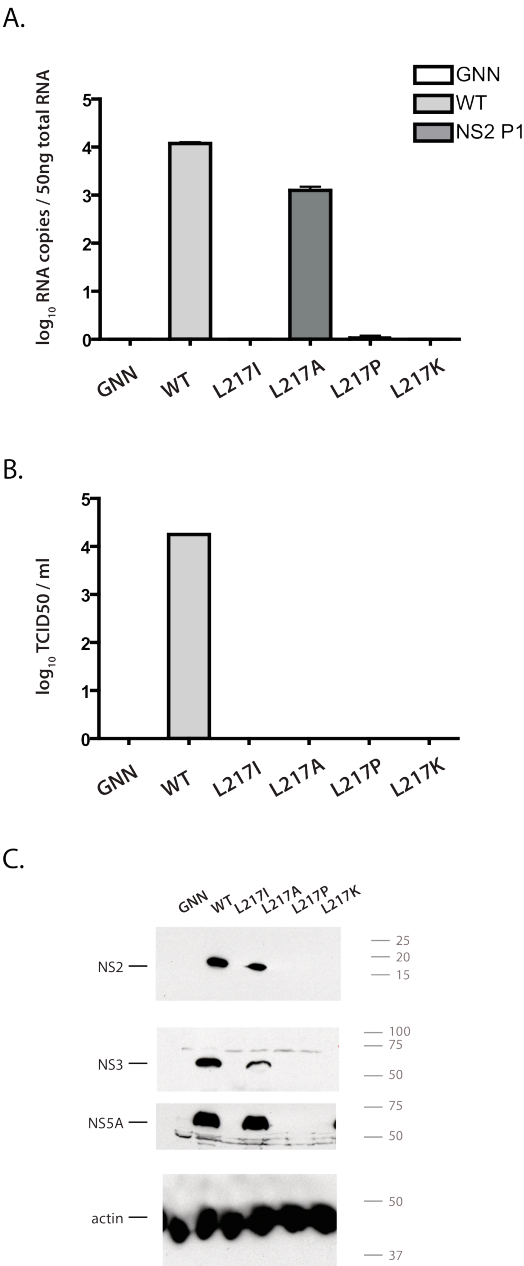 A.
GNN
WT
NS2 P1
log10 RNA copies / 50ng total RNA
5
4
3
2
1
0
GNN WT L217I L217A L217P L217K
B.
log10 TCID50 / ml
5
4
3
2
1
0
GNN WT L217I L217A L217P L217K
C.
GNN WT L217I L217A L217P L217K
NS2
25
20
15
NS3
100
75
50
NS5A
75
50
actin
50
37